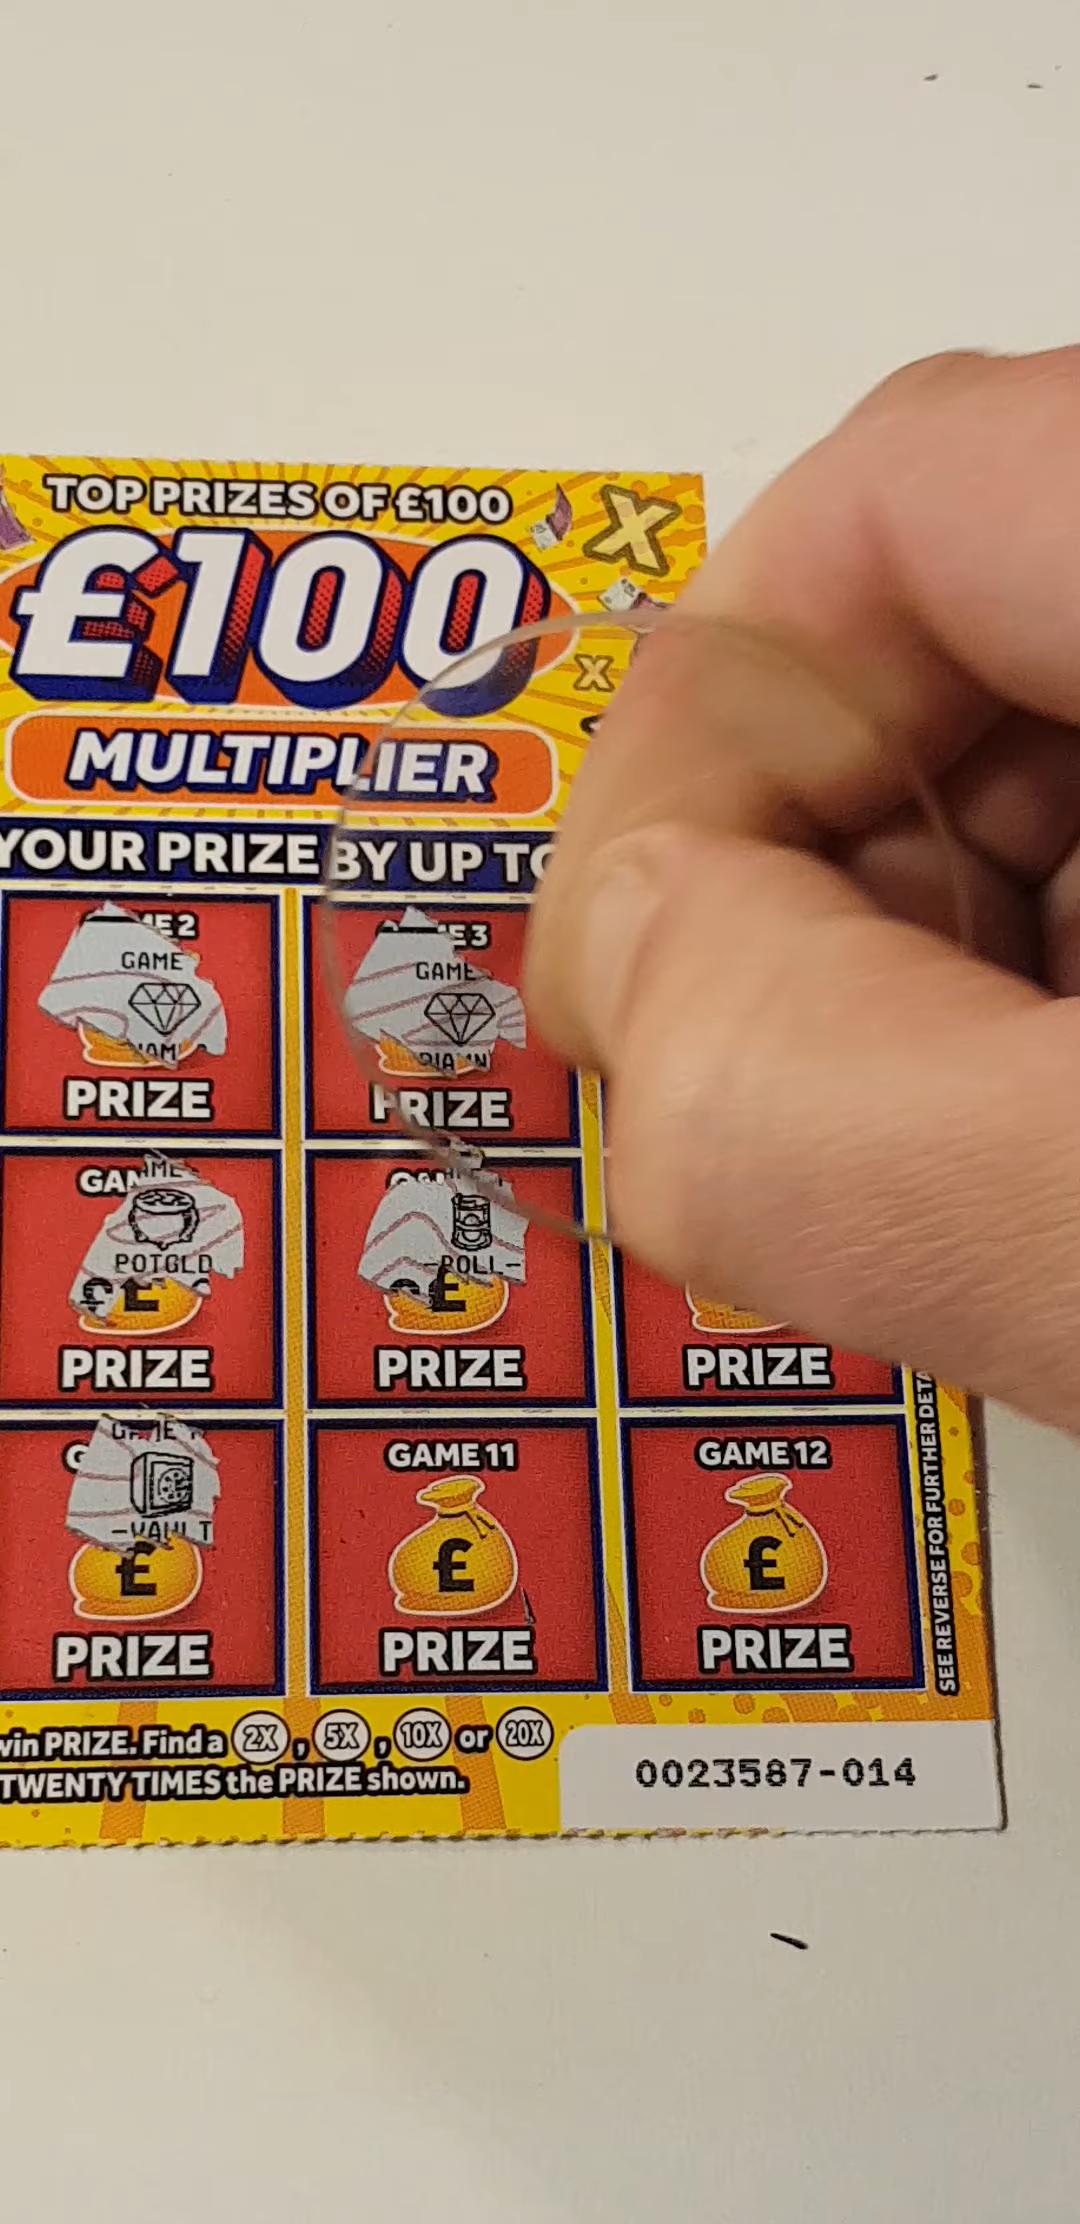 TOP PRIZES OF £100
£100
MULTIPLIER
YOUR PRIZE BY UP TO
GAME
PRIZE
GAME
PRIZE
POTGLD
£
PRIZE
-ROLL-
£
PRIZE
PRIZE
-VAULT
£
PRIZE
GAME 11
£
PRIZE
GAME 12
£
PRIZE
win PRIZE. Find a 2X, 5X, 10X or 20X
TWENTY TIMES the PRIZE shown.
0023587-014
SEE REVERSE FOR FURTHER